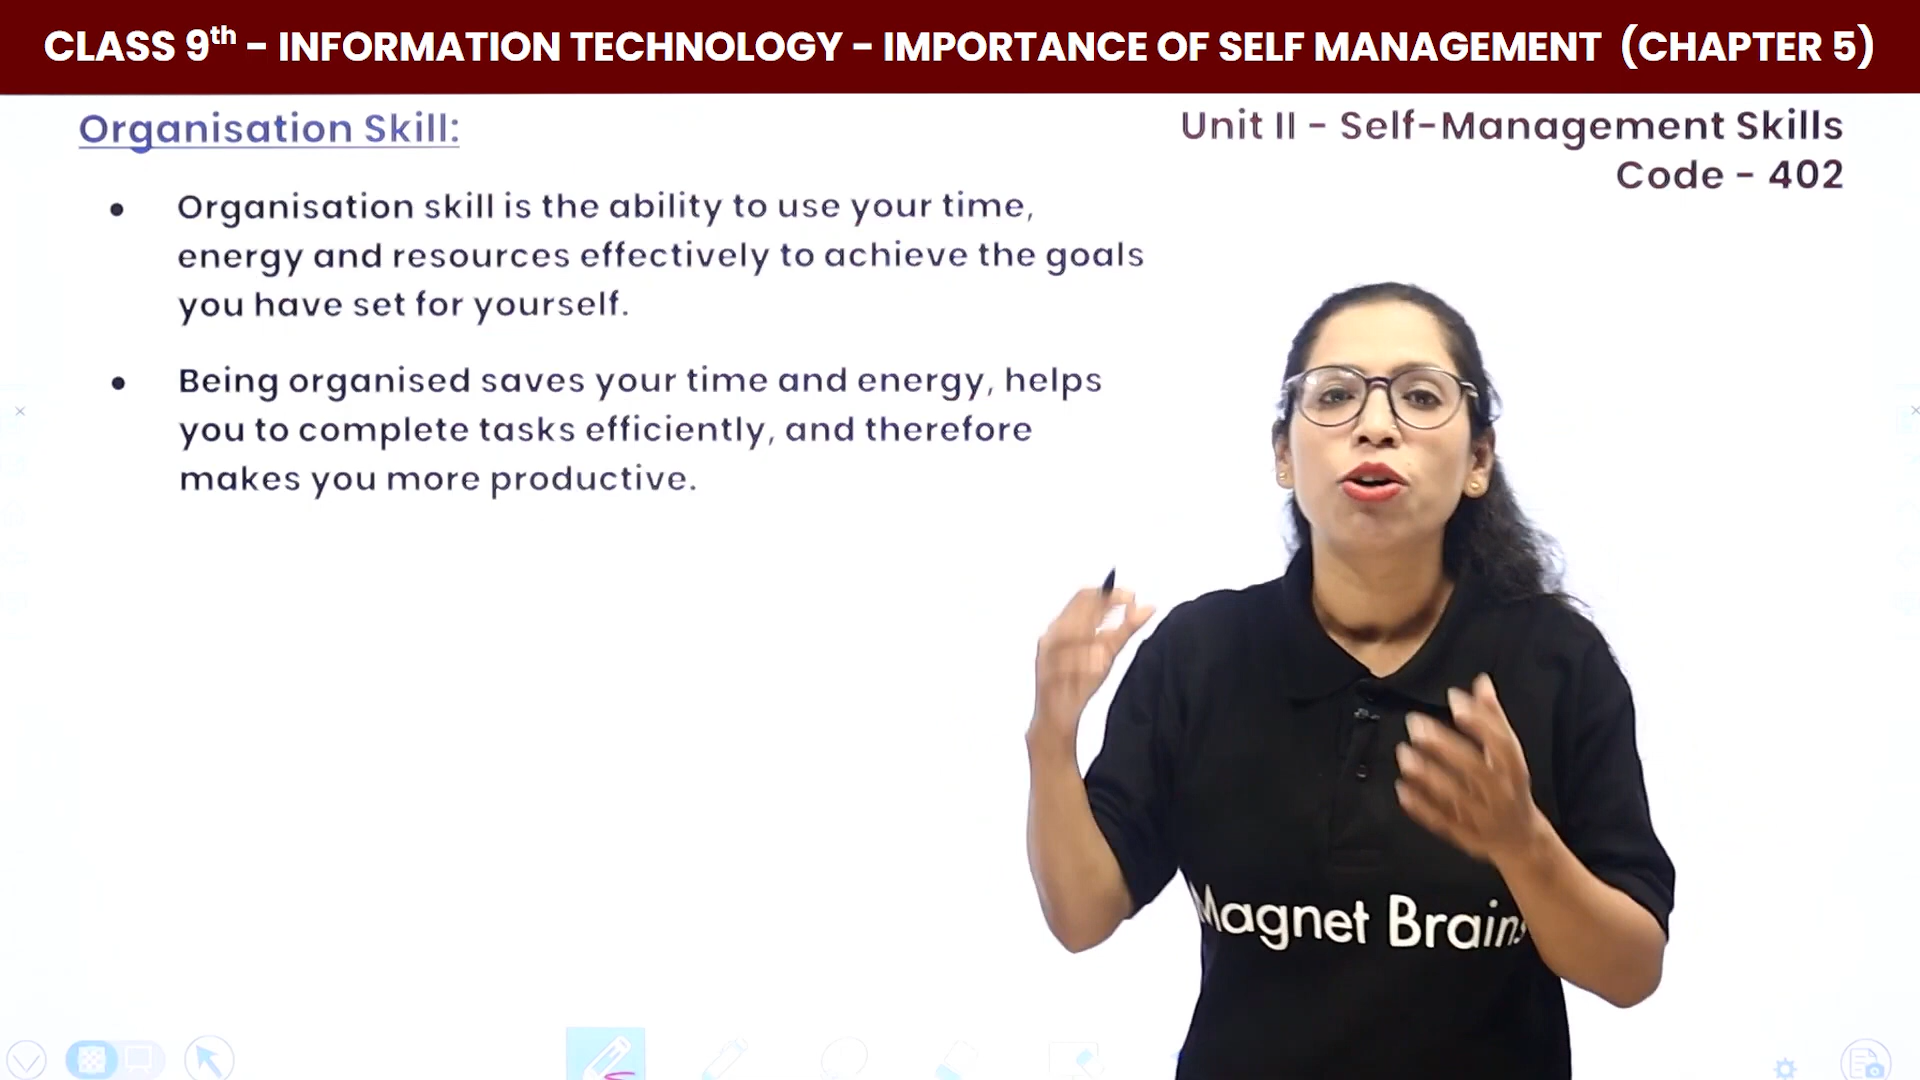 CLASS 9th – INFORMATION TECHNOLOGY – IMPORTANCE OF SELF MANAGEMENT (CHAPTER 5)
Organisation Skill:
Unit II - Self-Management Skills
Code - 402
• Organisation skill is the ability to use your time,
energy and resources effectively to achieve the goals
you have set for yourself.
• Being organised saves your time and energy, helps
you to complete tasks efficiently, and therefore
makes you more productive.
Magnet Brains